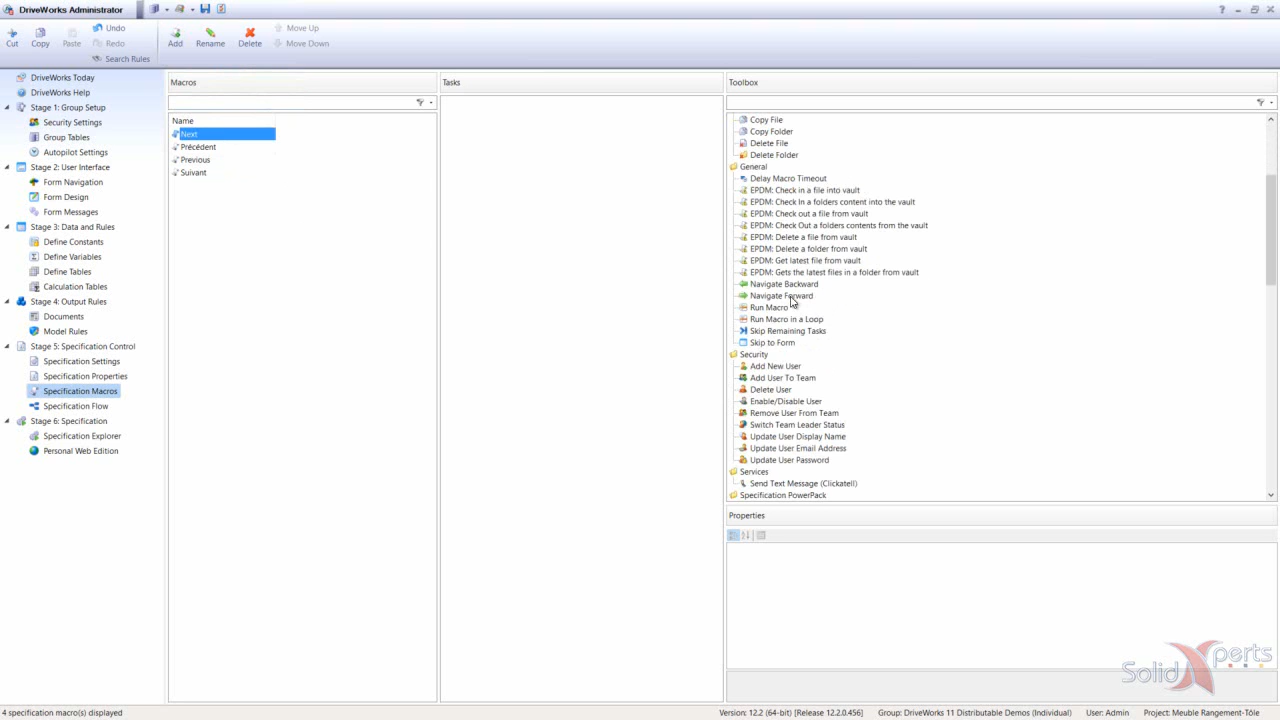 DriveWorks Administrator
Cut
Copy
Paste
Undo
Redo
Search Rules
Add
Rename
Delete
Move Up
Move Down
DriveWorks Today
DriveWorks Help
Stage 1: Group Setup
Security Settings
Group Tables
Autopilot Settings
Stage 2: User Interface
Form Navigation
Form Design
Form Messages
Stage 3: Data and Rules
Define Constants
Define Variables
Define Tables
Calculation Tables
Stage 4: Output Rules
Documents
Model Rules
Stage 5: Specification Control
Specification Settings
Specification Properties
Specification Macros
Specification Flow
Stage 6: Specification
Specification Explorer
Personal Web Edition
Macros
Name
Next
Précédent
Previous
Suivant
Tasks
Toolbox
Copy File
Copy Folder
Delete File
Delete Folder
General
Delay Macro Timeout
EPDM: Check in a file into vault
EPDM: Check In a folders content into the vault
EPDM: Check out a file from vault
EPDM: Check Out a folders contents from the vault
EPDM: Delete a file from vault
EPDM: Delete a folder from vault
EPDM: Get latest file from vault
EPDM: Gets the latest files in a folder from vault
Navigate Backward
Navigate Forward
Run Macro
Run Macro in a Loop
Skip Remaining Tasks
Skip to Form
Security
Add New User
Add User To Team
Delete User
Enable/Disable User
Remove User From Team
Switch Team Leader Status
Update User Display Name
Update User Email Address
Update User Password
Services
Send Text Message (Clickatell)
Specification PowerPack
Properties
Solid Xperts
4 specification macro(s) displayed
Version: 12.2 (64-bit) [Release 12.2.0.456]
Group: DriveWorks 11 Distributable Demos (Individual)
User: Admin
Project: Meuble Rangement-Tôle